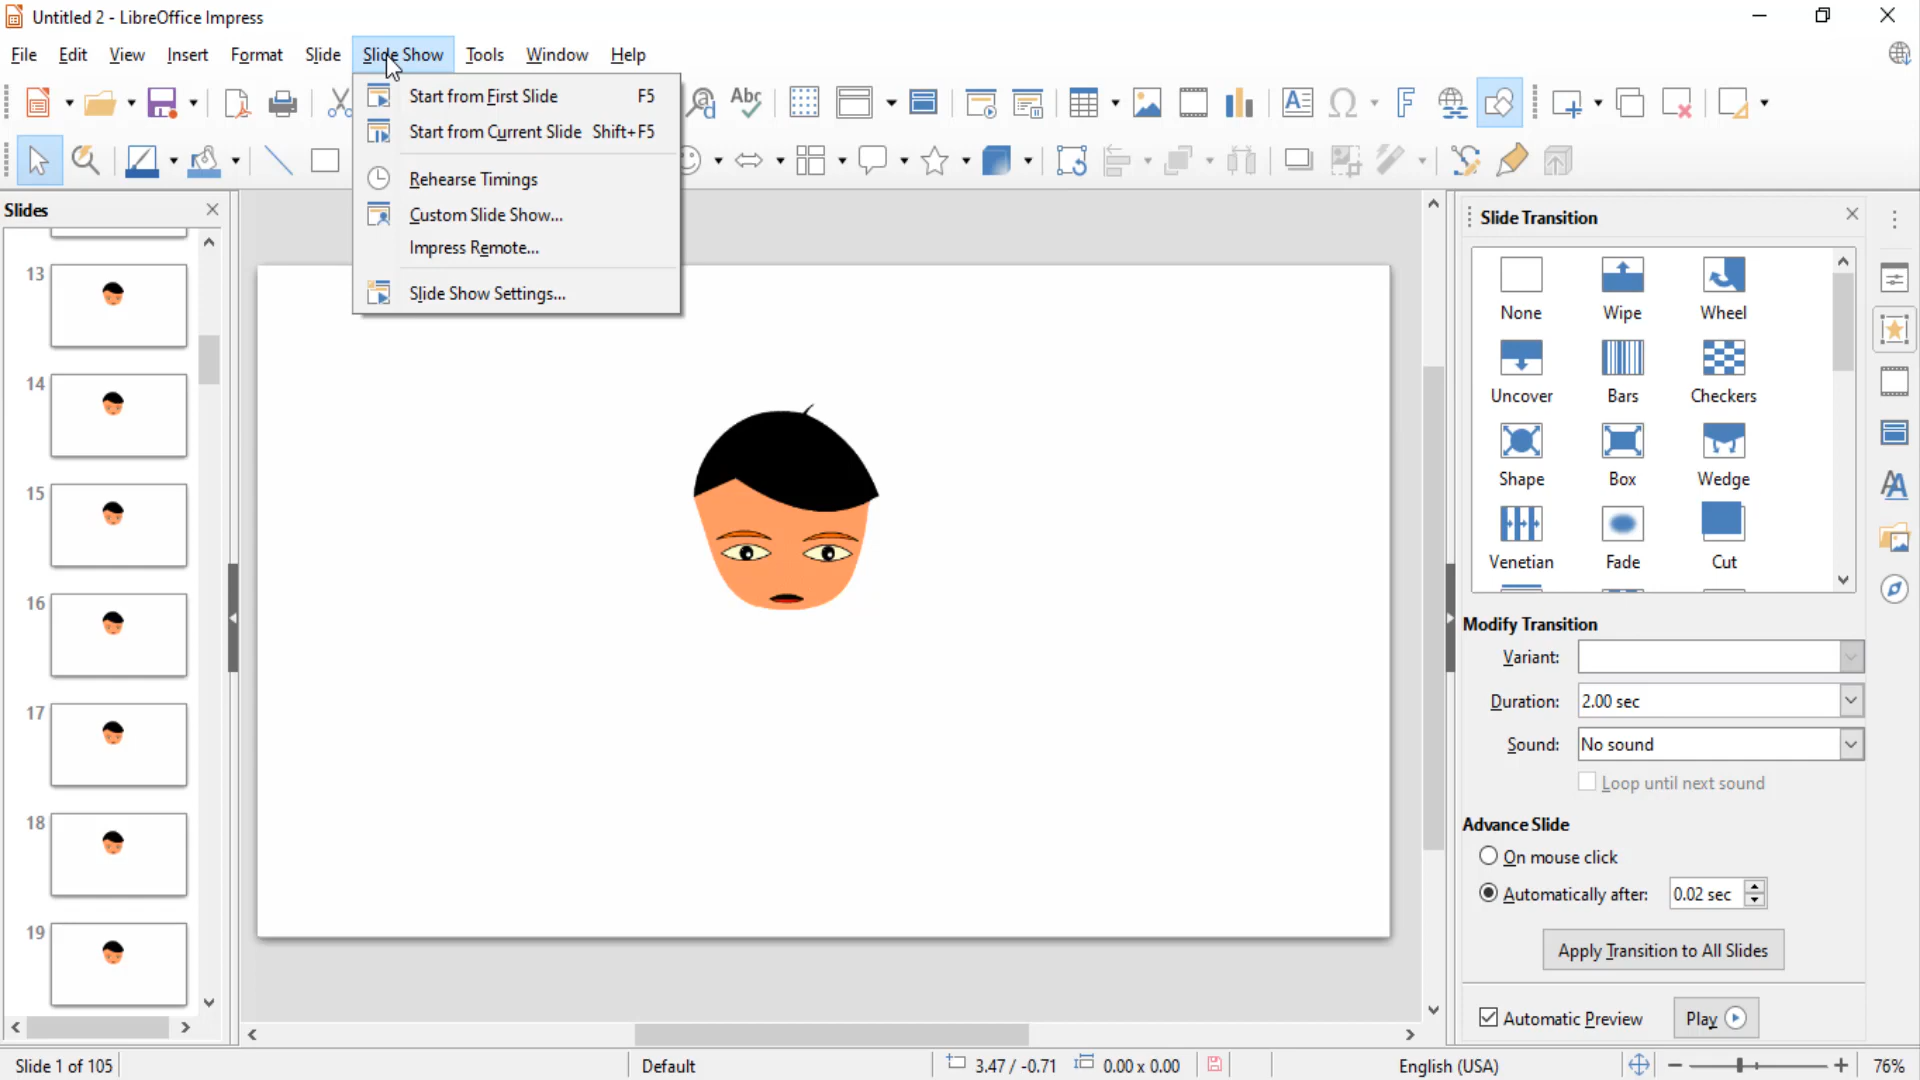 Untitled 2 - LibreOffice Impress
File Edit View Insert Format Slide Slide Show Tools Window Help
Start from First Slide F5
Start from Current Slide Shift+F5
Rehearse Timings
Custom Slide Show...
Impress Remote...
Slide Show Settings...
Abc
Slides
13
14
15
16
17
18
19
Slide Transition
None Wipe Wheel
Uncover Bars Checkers
Shape Box Wedge
Venetian Fade Cut
Modify Transition
Variant:
Duration: 2.00 sec
Sound: No sound
Loop until next sound
Advance Slide
On mouse click
Automatically after: 0.02 sec
Apply Transition to All Slides
Automatic Preview Play
Slide 1 of 105 Default 3.47 / -0.71 0.00 x 0.00 English (USA) 76%